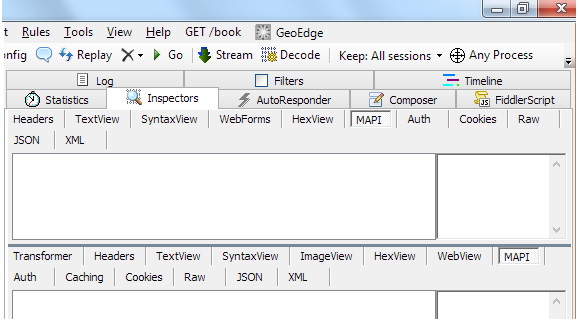 t Rules Tools View Help GET /book GeoEdge
onfig Replay Go Stream Decode Keep: All sessions Any Process
Log Filters Timeline
Statistics Inspectors AutoResponder Composer FiddlerScript
Headers TextView SyntaxView WebForms HexView MAPI Auth Cookies Raw
JSON XML
Transformer Headers TextView SyntaxView ImageView HexView WebView MAPI
Auth Caching Cookies Raw JSON XML